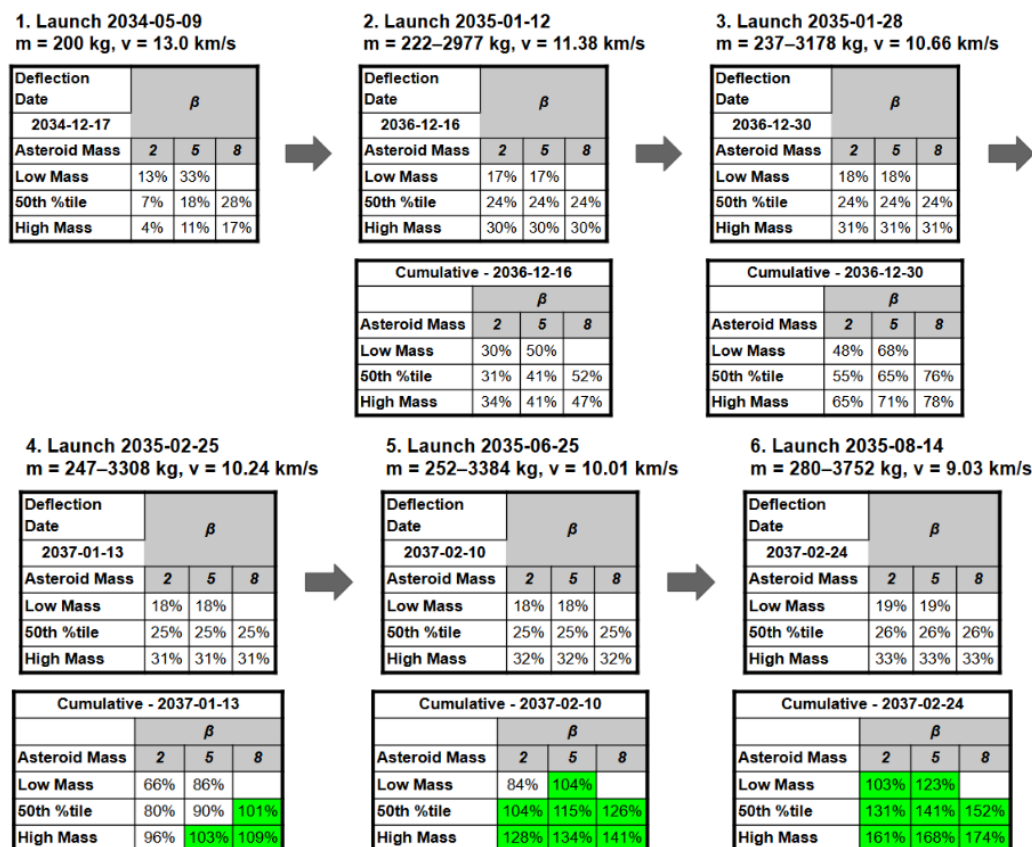 1. Launch 2034-05-09
m = 200 kg, v = 13.0 km/s
Deflection
Date
β
2034-12-17
Asteroid Mass 2 5 8
Low Mass 13% 33%
50th %tile 7% 18% 28%
High Mass 4% 11% 17%
2. Launch 2035-01-12
m = 222–2977 kg, v = 11.38 km/s
Deflection
Date
β
2036-12-16
Asteroid Mass 2 5 8
Low Mass 17% 17%
50th %tile 24% 24% 24%
High Mass 30% 30% 30%
Cumulative - 2036-12-16
β
Asteroid Mass 2 5 8
Low Mass 30% 50%
50th %tile 31% 41% 52%
High Mass 34% 41% 47%
3. Launch 2035-01-28
m = 237–3178 kg, v = 10.66 km/s
Deflection
Date
β
2036-12-30
Asteroid Mass 2 5 8
Low Mass 18% 18%
50th %tile 24% 24% 24%
High Mass 31% 31% 31%
Cumulative - 2036-12-30
β
Asteroid Mass 2 5 8
Low Mass 48% 68%
50th %tile 55% 65% 76%
High Mass 65% 71% 78%
4. Launch 2035-02-25
m = 247–3308 kg, v = 10.24 km/s
Deflection
Date
β
2037-01-13
Asteroid Mass 2 5 8
Low Mass 18% 18%
50th %tile 25% 25% 25%
High Mass 31% 31% 31%
Cumulative - 2037-01-13
β
Asteroid Mass 2 5 8
Low Mass 66% 86%
50th %tile 80% 90% 101%
High Mass 96% 103% 109%
5. Launch 2035-06-25
m = 252–3384 kg, v = 10.01 km/s
Deflection
Date
β
2037-02-10
Asteroid Mass 2 5 8
Low Mass 18% 18%
50th %tile 25% 25% 25%
High Mass 32% 32% 32%
Cumulative - 2037-02-10
β
Asteroid Mass 2 5 8
Low Mass 84% 104%
50th %tile 104% 115% 126%
High Mass 128% 134% 141%
6. Launch 2035-08-14
m = 280–3752 kg, v = 9.03 km/s
Deflection
Date
β
2037-02-24
Asteroid Mass 2 5 8
Low Mass 19% 19%
50th %tile 26% 26% 26%
High Mass 33% 33% 33%
Cumulative - 2037-02-24
β
Asteroid Mass 2 5 8
Low Mass 103% 123%
50th %tile 131% 141% 152%
High Mass 161% 168% 174%